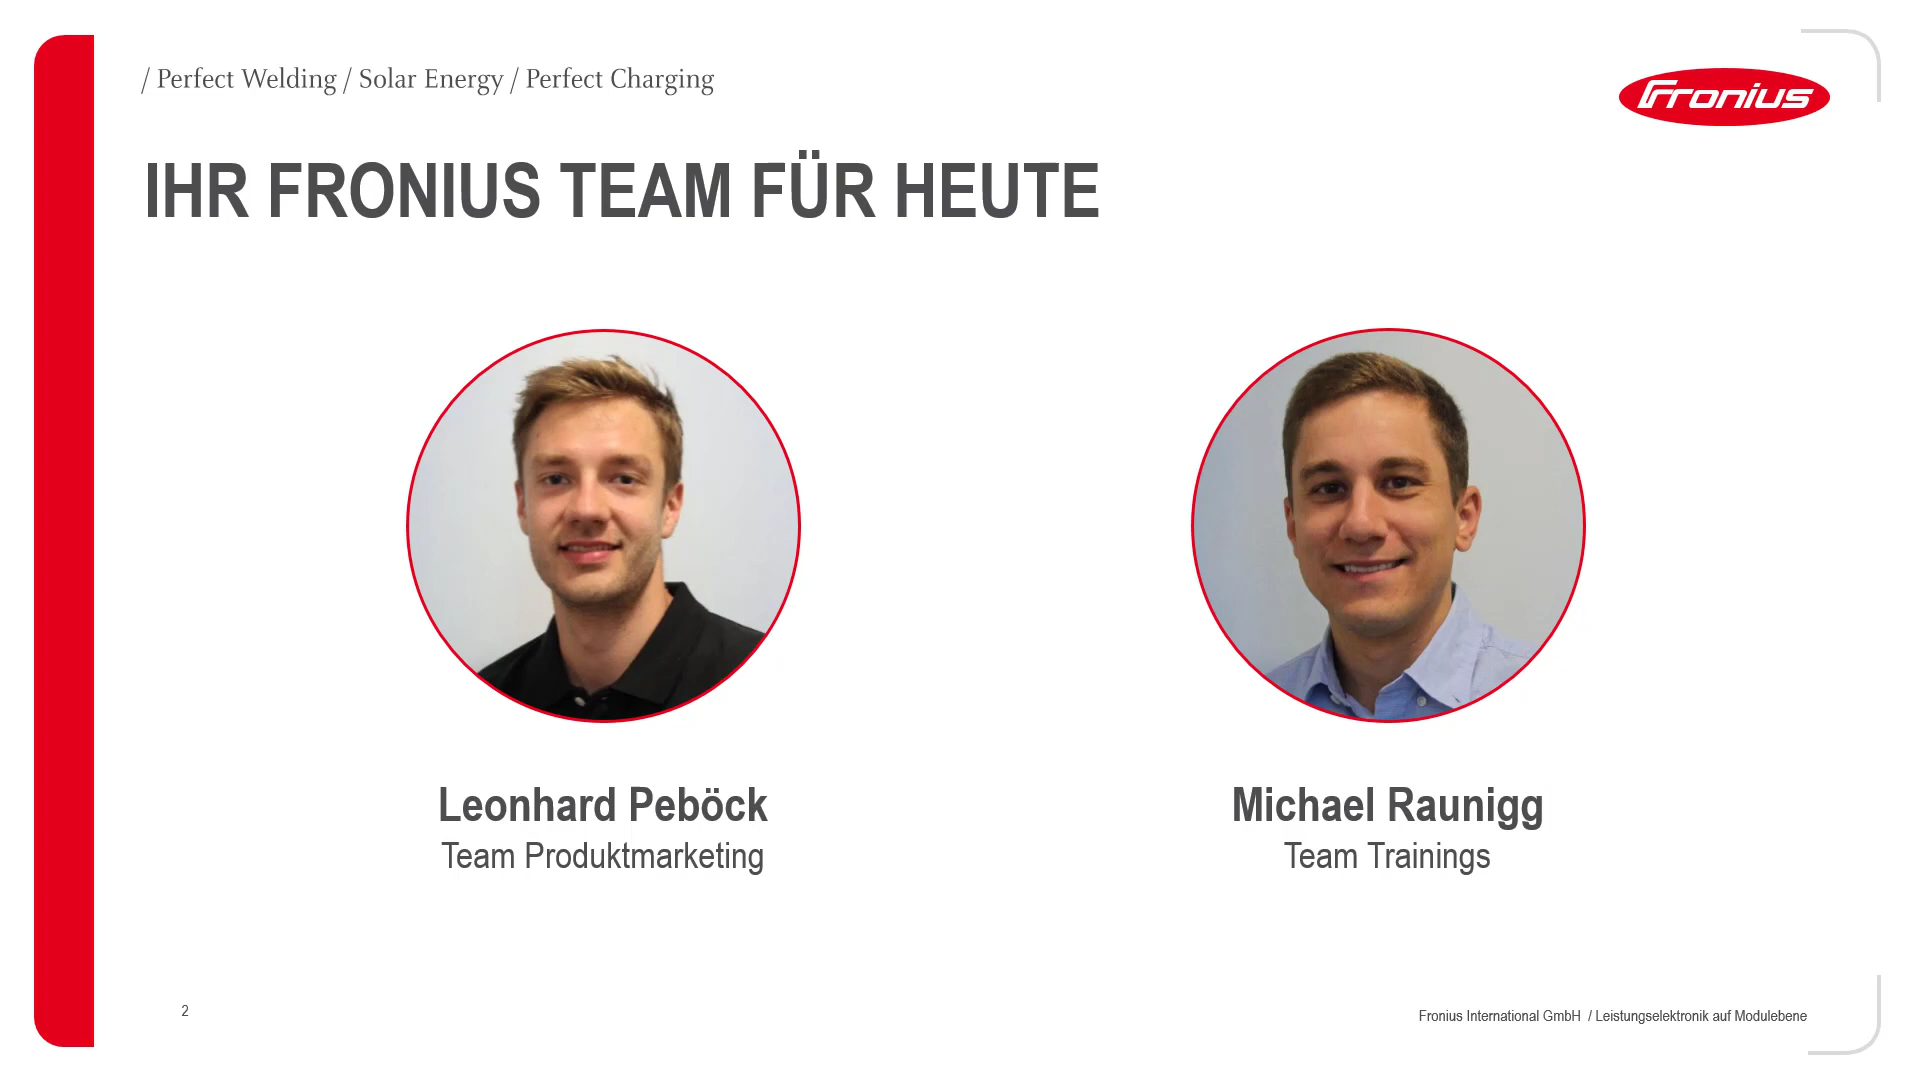 / Perfect Welding / Solar Energy / Perfect Charging
Fronius
IHR FRONIUS TEAM FÜR HEUTE
Leonhard Peböck
Team Produktmarketing
Michael Raunigg
Team Trainings
2
Fronius International GmbH / Leistungselektronik auf Modulebene